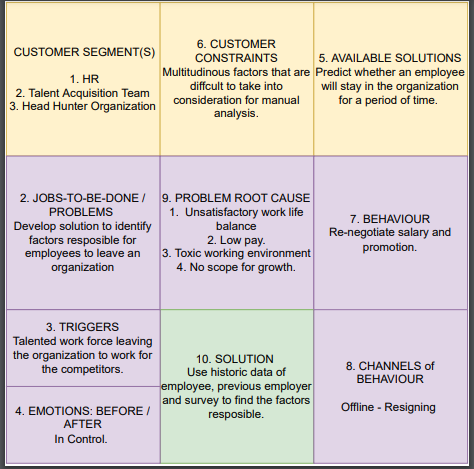 CUSTOMER SEGMENT(S)
1. HR
2. Talent Acquisition Team
3. Head Hunter Organization
6. CUSTOMER
CONSTRAINTS
Multitudinous factors that are
diffcult to take into
consideration for manual
analysis.
5. AVAILABLE SOLUTIONS
Predict whether an employee
will stay in the organization
for a period of time.
2. JOBS-TO-BE-DONE /
PROBLEMS
Develop solution to identify
factors resposible for
employees to leave an
organization
9. PROBLEM ROOT CAUSE
1. Unsatisfactory work life
balance
2. Low pay.
3. Toxic working environment
4. No scope for growth.
7. BEHAVIOUR
Re-negotiate salary and
promotion.
3. TRIGGERS
Talented work force leaving
the organization to work for
the competitors.
4. EMOTIONS: BEFORE /
AFTER
In Control.
10. SOLUTION
Use historic data of
employee, previous employer
and survey to find the factors
resposible.
8. CHANNELS of
BEHAVIOUR
Offline - Resigning